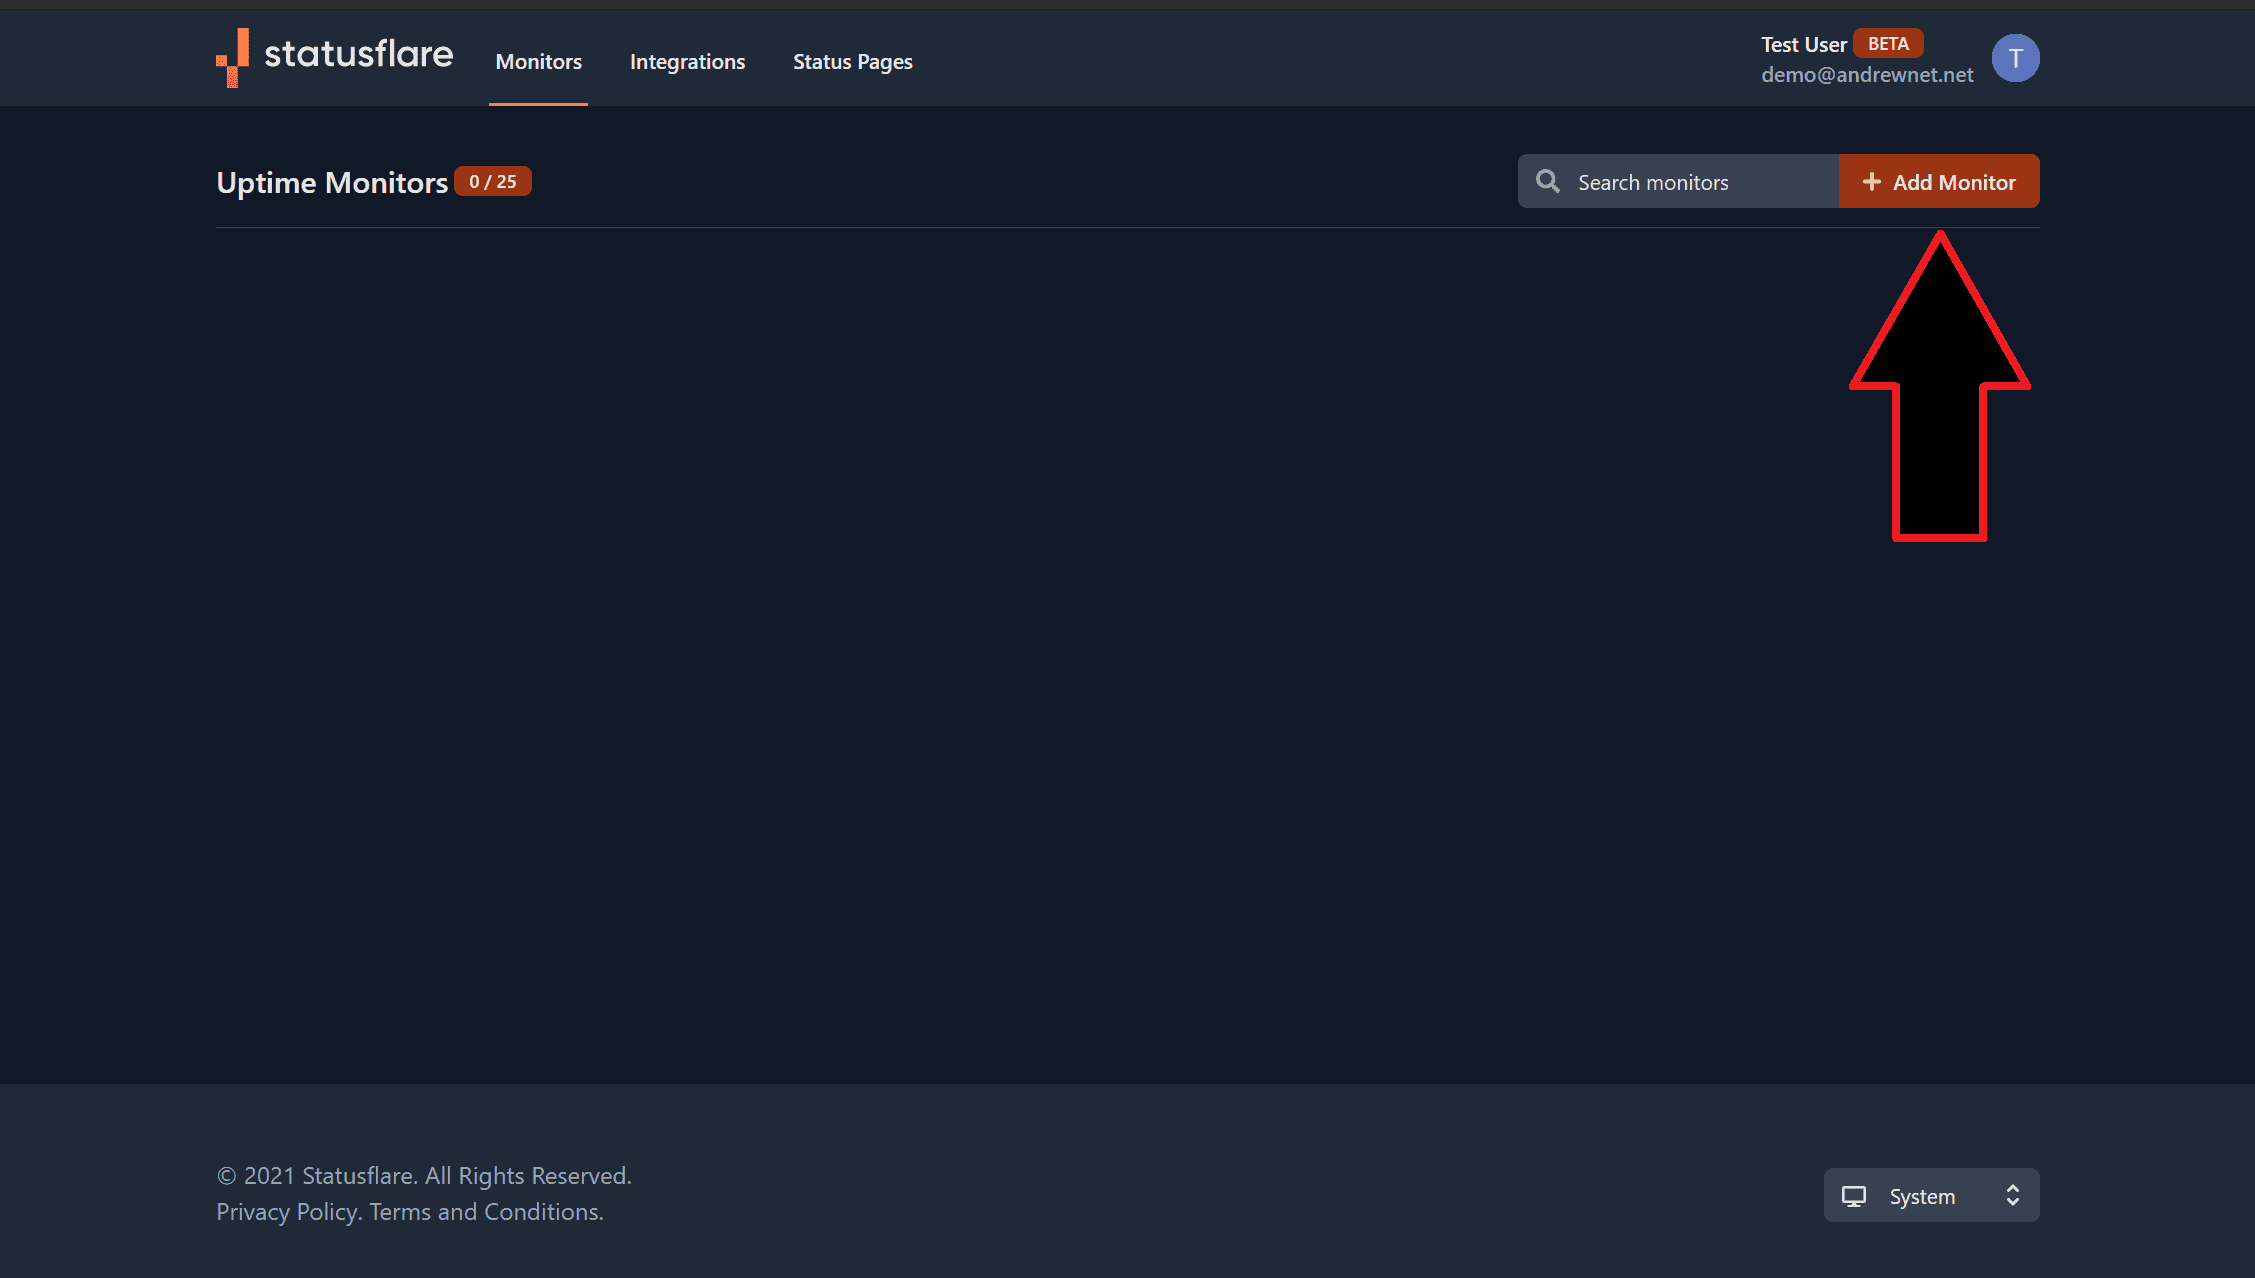 statusflare Monitors Integrations Status Pages
Test User BETA
demo@andrewnet.net
T
Uptime Monitors 0 / 25
Search monitors
+ Add Monitor
© 2021 Statusflare. All Rights Reserved.
Privacy Policy. Terms and Conditions.
System